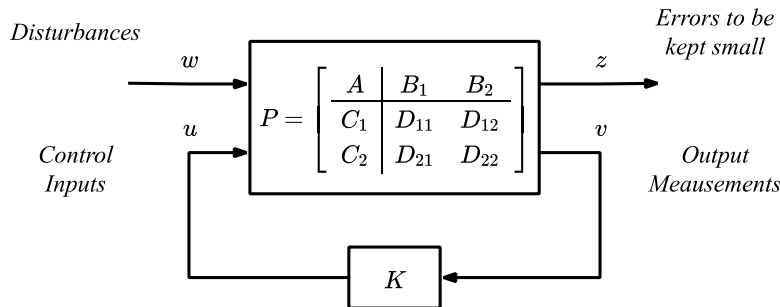 Disturbances
Errors to be
kept small
w
z
P =
A B₁ B₂
C₁ D₁₁ D₁₂
C₂ D₂₁ D₂₂
u
v
Control
Inputs
Output
Meausements
K